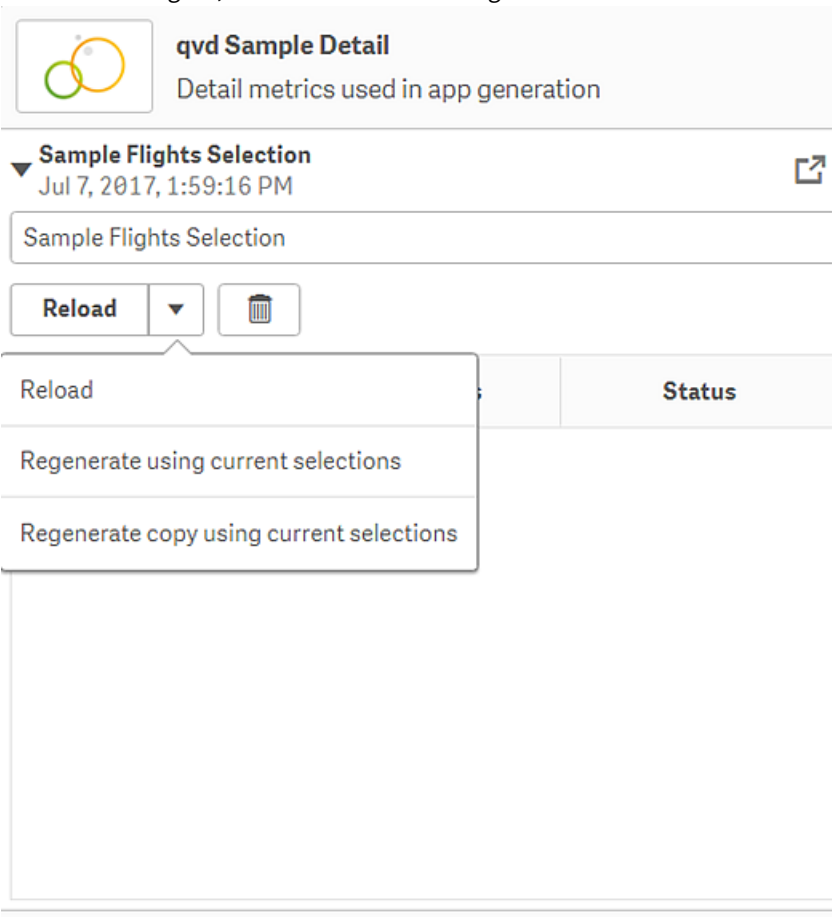 qvd Sample Detail
Detail metrics used in app generation
Sample Flights Selection
Jul 7, 2017, 1:59:16 PM
Sample Flights Selection
Reload
Reload
Status
Regenerate using current selections
Regenerate copy using current selections